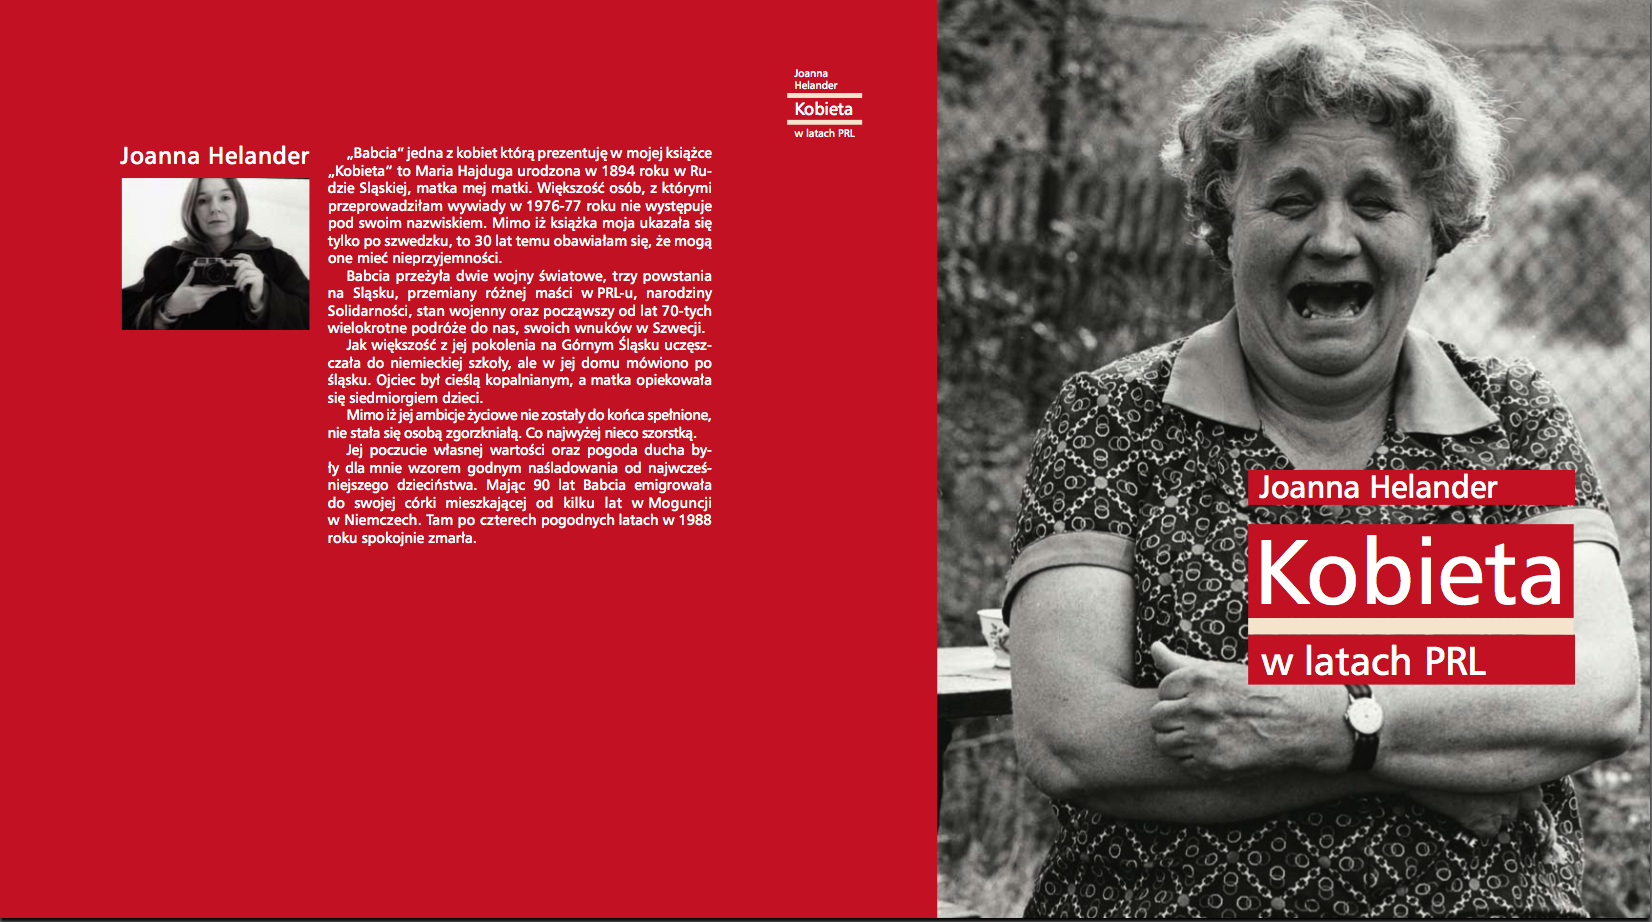 Joanna Helander
„Babcia“ jedna z kobiet którą prezentuję w mojej książce
„Kobieta“ to Maria Hajduga urodzona w 1894 roku w Ru-
dzie Sląskiej, matka mej matki. Większość osób, z którymi
przeprowadziłam wywiady w 1976-77 roku nie występuje
pod swoim nazwiskiem. Mimo iż książka moja ukazała się
tylko po szwedzku, to 30 lat temu obawiałam się, że mogą
one mieć nieprzyjemności.
Babcia przeżyła dwie wojny światowe, trzy powstania
na Sląsku, przemiany różnej maści w PRL-u, narodziny
Solidarności, stan wojenny oraz począwszy od lat 70-tych
wielokrotne podróże do nas, swoich wnuków w Szwecji.
Jak większość z jej pokolenia na Górnym Śląsku uczęsz-
czała do niemieckiej szkoły, ale w jej domu mówiono po
śląsku. Ojciec był cieślą kopalnianym, a matka opiekowała
się siedmiorgiem dzieci.
Mimo iż jej ambicje życiowe nie zostały do końca spełnione,
nie stała się osobą zgorzkniałą. Co najwyżej nieco szorstką.
Jej poczucie własnej wartości oraz pogoda ducha by-
ły dla mnie wzorem godnym naśladowania od najwcześ-
niejszego dzieciństwa. Mając 90 lat Babcia emigrowała
do swojej córki mieszkającej od kilku lat w Moguncji
w Niemczech. Tam po czterech pogodnych latach w 1988
roku spokojnie zmarła.
Joanna
Helander
Kobieta
w latach PRL
Joanna Helander
Kobieta
w latach PRL